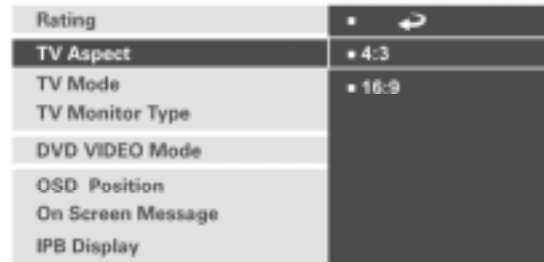 Rating
TV Aspect
4:3
TV Mode
16:9
TV Monitor Type
DVD VIDEO Mode
OSD Position
On Screen Message
IPB Display